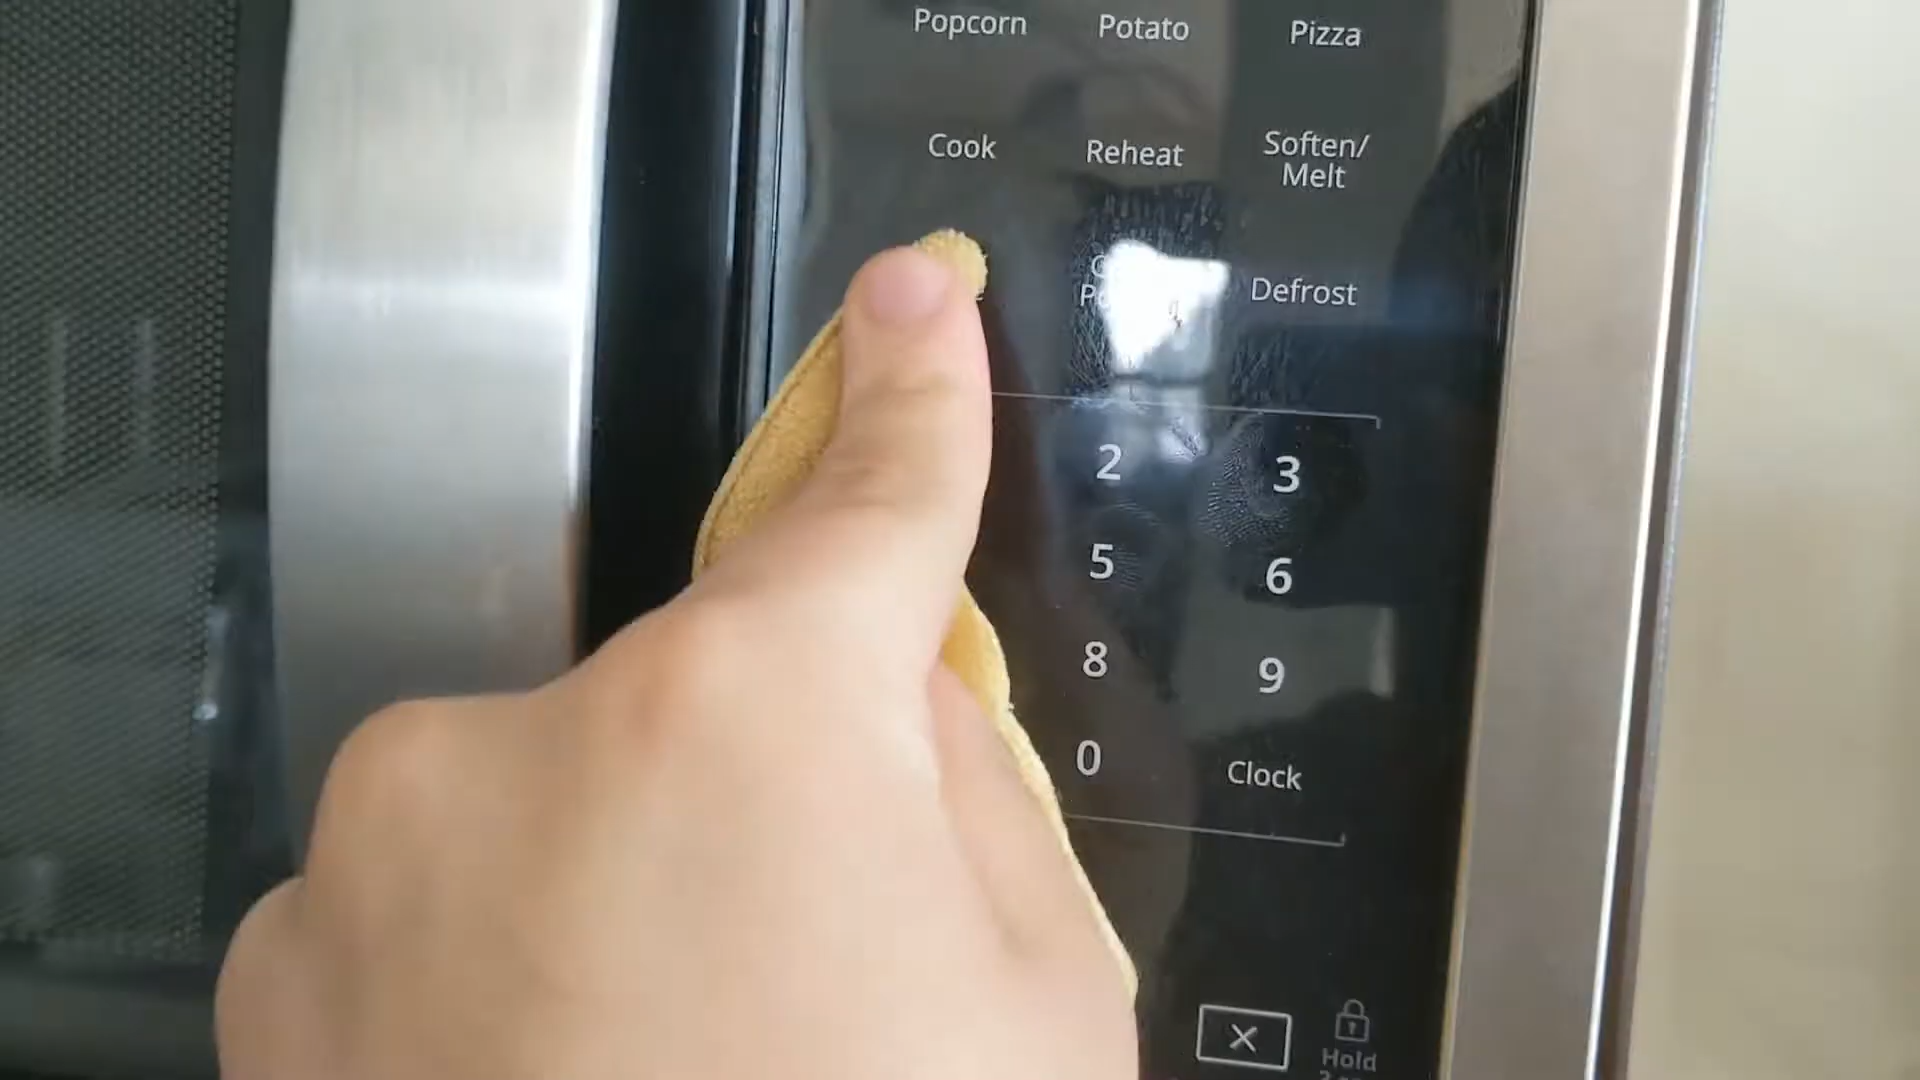 Popcorn Potato Pizza
Cook Reheat Soften/
Melt
Defrost
2 3
5 6
8 9
0 Clock
Hold